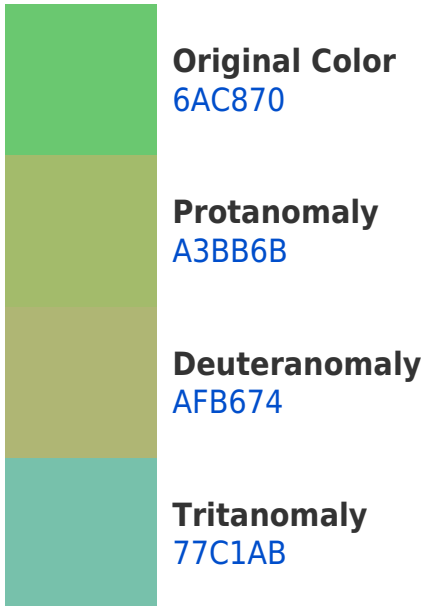 Original Color
6AC870
Protanomaly
A3BB6B
Deuteranomaly
AFB674
Tritanomaly
77C1AB